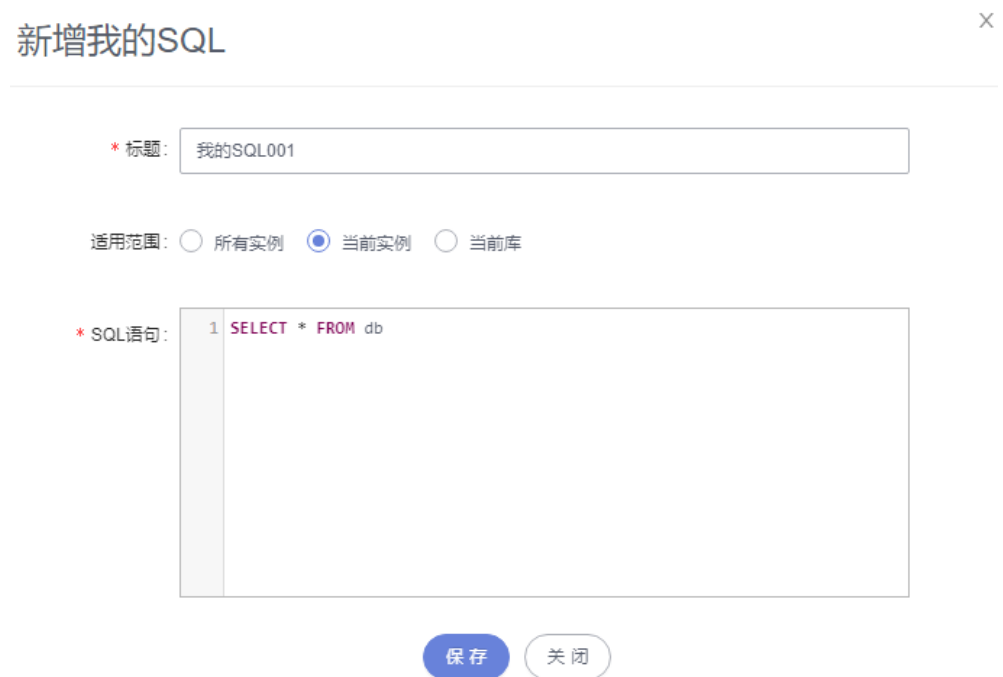 新增我的SQL
X
* 标题:
我的SQL001
适用范围: 所有实例 当前实例 当前库
* SQL语句:
1 SELECT * FROM db
保存 关闭